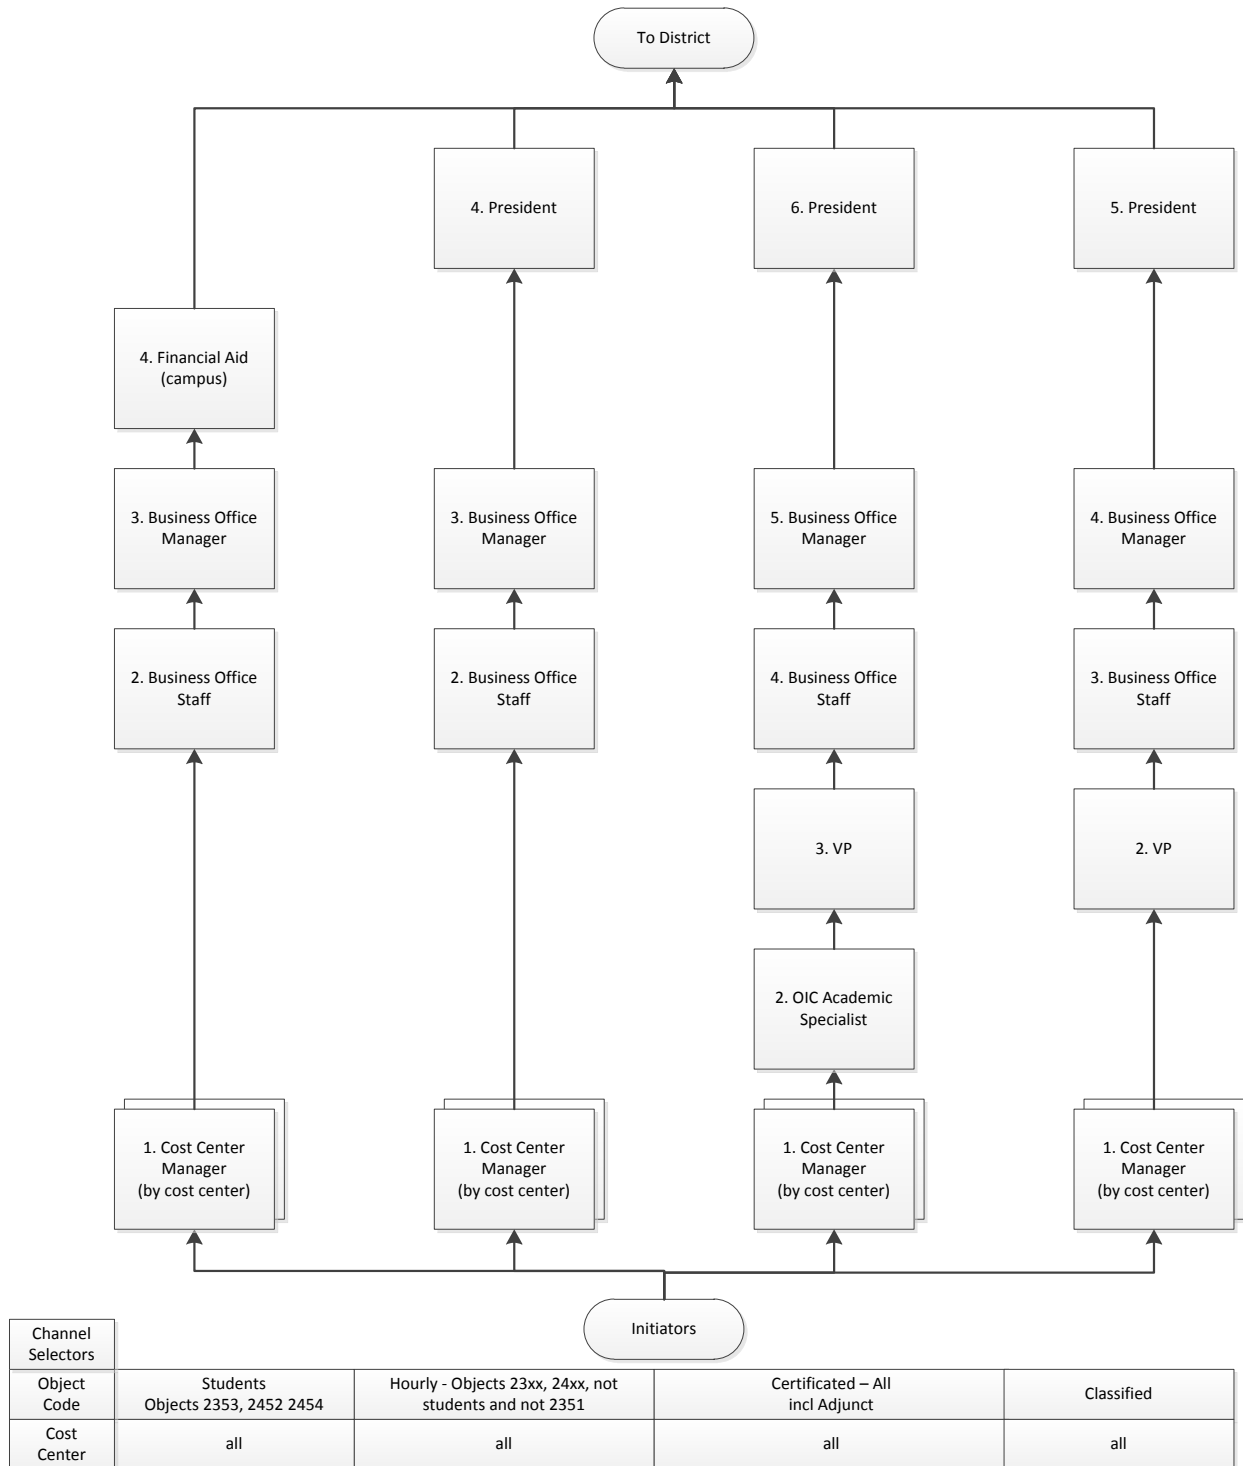 To District
4. President
6. President
5. President
4. Financial Aid
(campus)
3. Business Office
Manager
3. Business Office
Manager
5. Business Office
Manager
4. Business Office
Manager
2. Business Office
Staff
2. Business Office
Staff
4. Business Office
Staff
3. Business Office
Staff
3. VP
2. VP
2. OIC Academic
Specialist
1. Cost Center
Manager
(by cost center)
1. Cost Center
Manager
(by cost center)
1. Cost Center
Manager
(by cost center)
1. Cost Center
Manager
(by cost center)
Initiators
Channel
Selectors
Object
Code
Students
Objects 2353, 2452 2454
Hourly - Objects 23xx, 24xx, not
students and not 2351
Certificated – All
incl Adjunct
Classified
Cost
Center
all
all
all
all